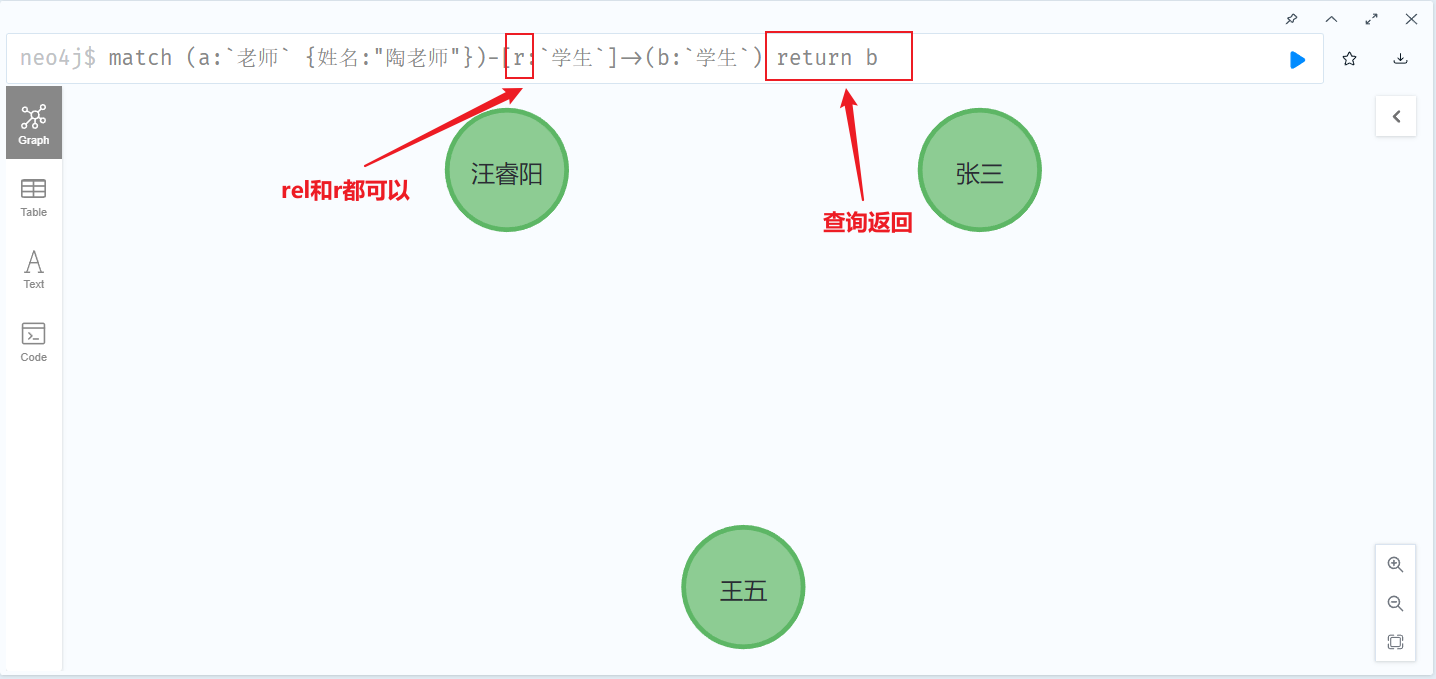 neo4j$ match (a:`老师` {姓名:"陶老师"})-[r:`学生`]→(b:`学生`) return b
Graph
汪睿阳
张三
rel和r都可以
Table
查询返回
Text
Code
王五